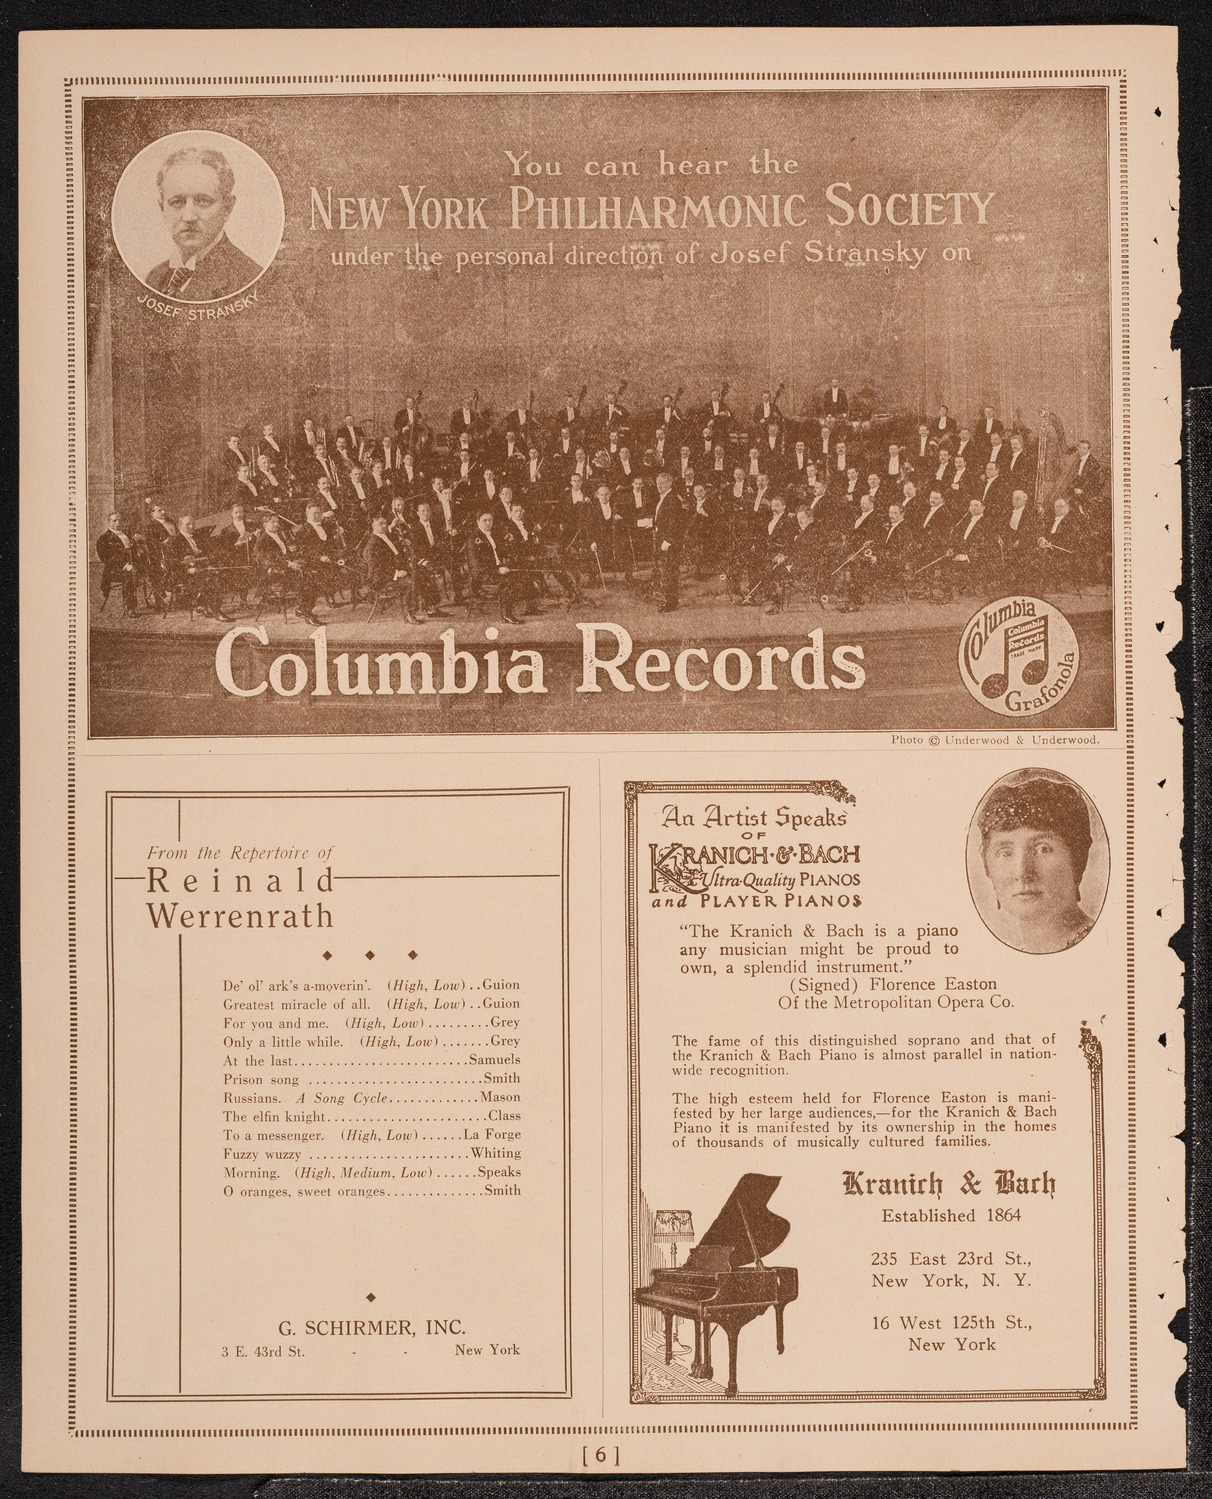 You can hear the
NEW YORK PHILHARMONIC SOCIETY
under the personal direction of Josef Stransky on
JOSEF STRANSKY
Columbia Records
Columbia
Columbia
Records
TRADE MARK
Grafonola
Photo © Underwood & Underwood.
From the Repertoire of
Reinald
Werrenrath
De' ol' ark's a-moverin'. (High, Low) ..Guion
Greatest miracle of all. (High, Low) ..Guion
For you and me. (High, Low) .........Grey
Only a little while. (High, Low) .......Grey
At the last.........................Samuels
Prison song .........................Smith
Russians. A Song Cycle.............Mason
The elfin knight.......................Class
To a messenger. (High, Low) ......La Forge
Fuzzy wuzzy .......................Whiting
Morning. (High, Medium, Low) ......Speaks
O oranges, sweet oranges..............Smith
G. SCHIRMER, INC.
3 E. 43rd St. - - New York
An Artist Speaks
OF
KRANICH·&·BACH
Ultra-Quality PIANOS
and PLAYER PIANOS
“The Kranich & Bach is a piano
any musician might be proud to
own, a splendid instrument.”
(Signed) Florence Easton
Of the Metropolitan Opera Co.
The fame of this distinguished soprano and that of
the Kranich & Bach Piano is almost parallel in nation-
wide recognition.
The high esteem held for Florence Easton is mani-
fested by her large audiences,—for the Kranich & Bach
Piano it is manifested by its ownership in the homes
of thousands of musically cultured families.
Kranich & Bach
Established 1864
235 East 23rd St.,
New York, N. Y.
16 West 125th St.,
New York
[ 6 ]